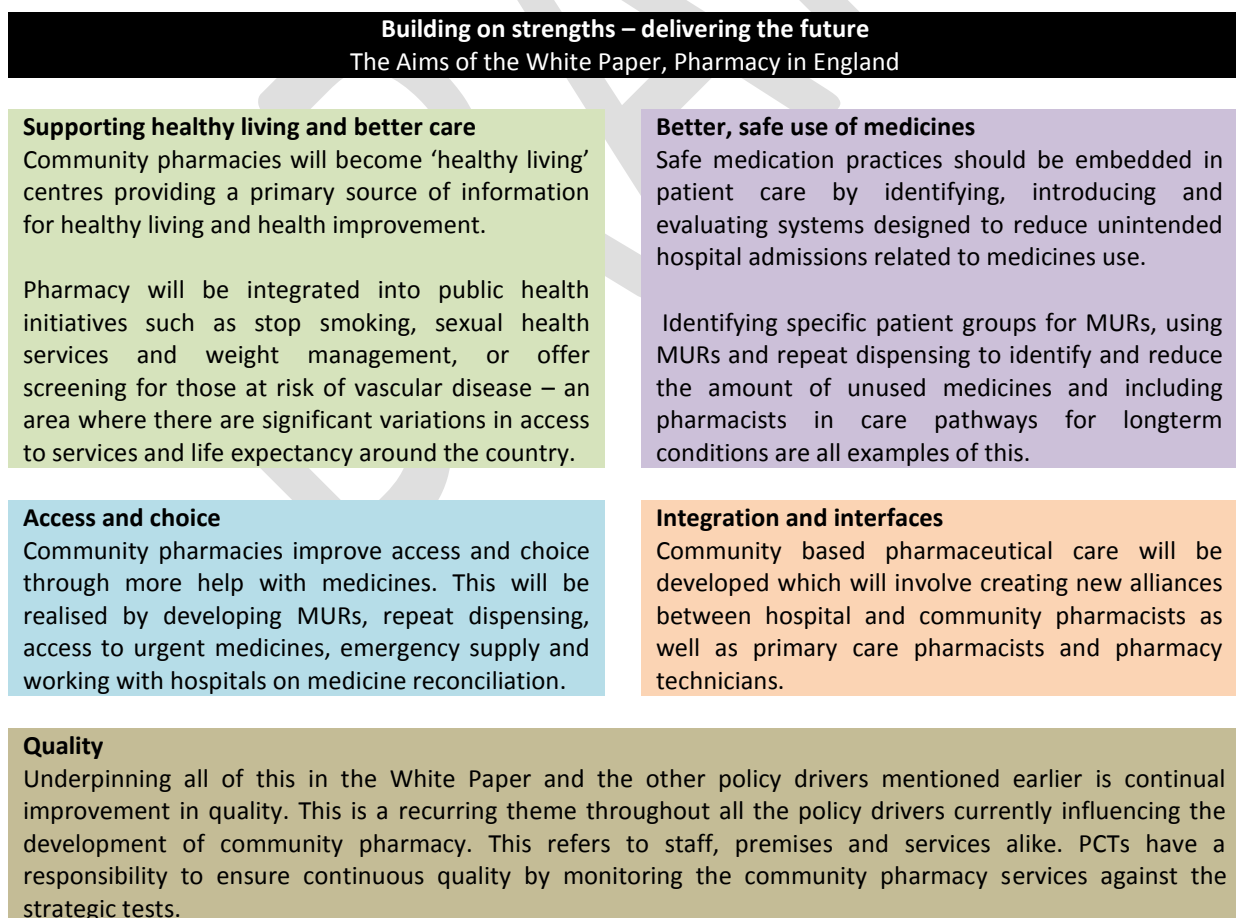 Building on strengths – delivering the future
The Aims of the White Paper, Pharmacy in England
Supporting healthy living and better care
Community pharmacies will become ‘healthy living’
centres providing a primary source of information
for healthy living and health improvement.
Pharmacy will be integrated into public health
initiatives such as stop smoking, sexual health
services and weight management, or offer
screening for those at risk of vascular disease – an
area where there are significant variations in access
to services and life expectancy around the country.
Better, safe use of medicines
Safe medication practices should be embedded in
patient care by identifying, introducing and
evaluating systems designed to reduce unintended
hospital admissions related to medicines use.
Identifying specific patient groups for MURs, using
MURs and repeat dispensing to identify and reduce
the amount of unused medicines and including
pharmacists in care pathways for longterm
conditions are all examples of this.
Access and choice
Community pharmacies improve access and choice
through more help with medicines. This will be
realised by developing MURs, repeat dispensing,
access to urgent medicines, emergency supply and
working with hospitals on medicine reconciliation.
Integration and interfaces
Community based pharmaceutical care will be
developed which will involve creating new alliances
between hospital and community pharmacists as
well as primary care pharmacists and pharmacy
technicians.
Quality
Underpinning all of this in the White Paper and the other policy drivers mentioned earlier is continual
improvement in quality. This is a recurring theme throughout all the policy drivers currently influencing the
development of community pharmacy. This refers to staff, premises and services alike. PCTs have a
responsibility to ensure continuous quality by monitoring the community pharmacy services against the
strategic tests.